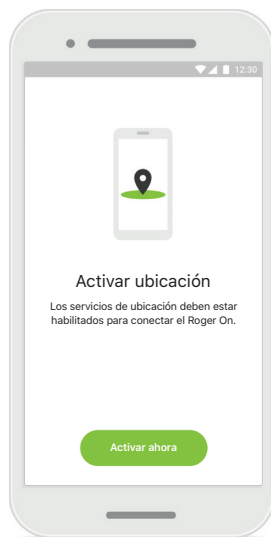 12:30
Activar ubicación
Los servicios de ubicación deben estar
habilitados para conectar el Roger On.
Activar ahora